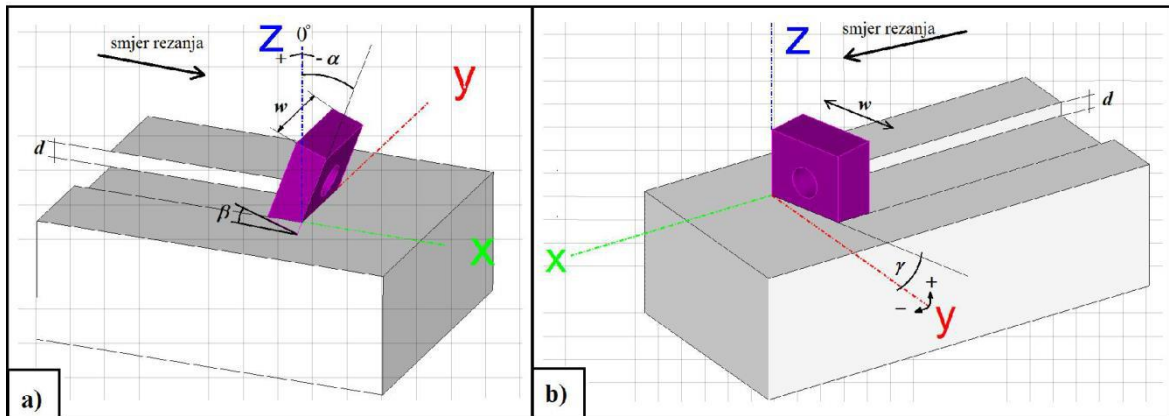 smjer rezanja
Z
0°
+
- α
w
y
d
β
x
a)
smjer rezanja
Z
w
d
x
γ
+
−
y
b)